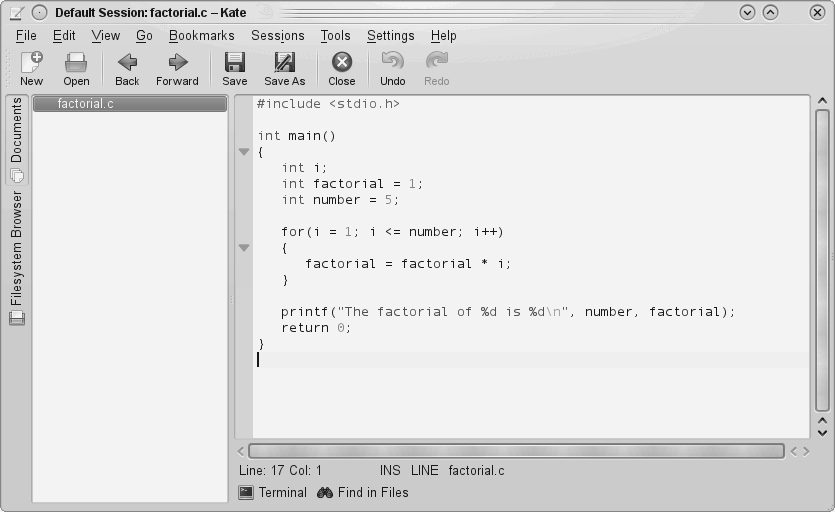 Default Session: factorial.c – Kate
File Edit View Go Bookmarks Sessions Tools Settings Help
New Open Back Forward Save Save As Close Undo Redo
Documents
Filesystem Browser
factorial.c
#include <stdio.h>
int main()
{
int i;
int factorial = 1;
int number = 5;
for(i = 1; i <= number; i++)
{
factorial = factorial * i;
}
printf("The factorial of %d is %d\n", number, factorial);
return 0;
}
Line: 17 Col: 1 INS LINE factorial.c
Terminal Find in Files